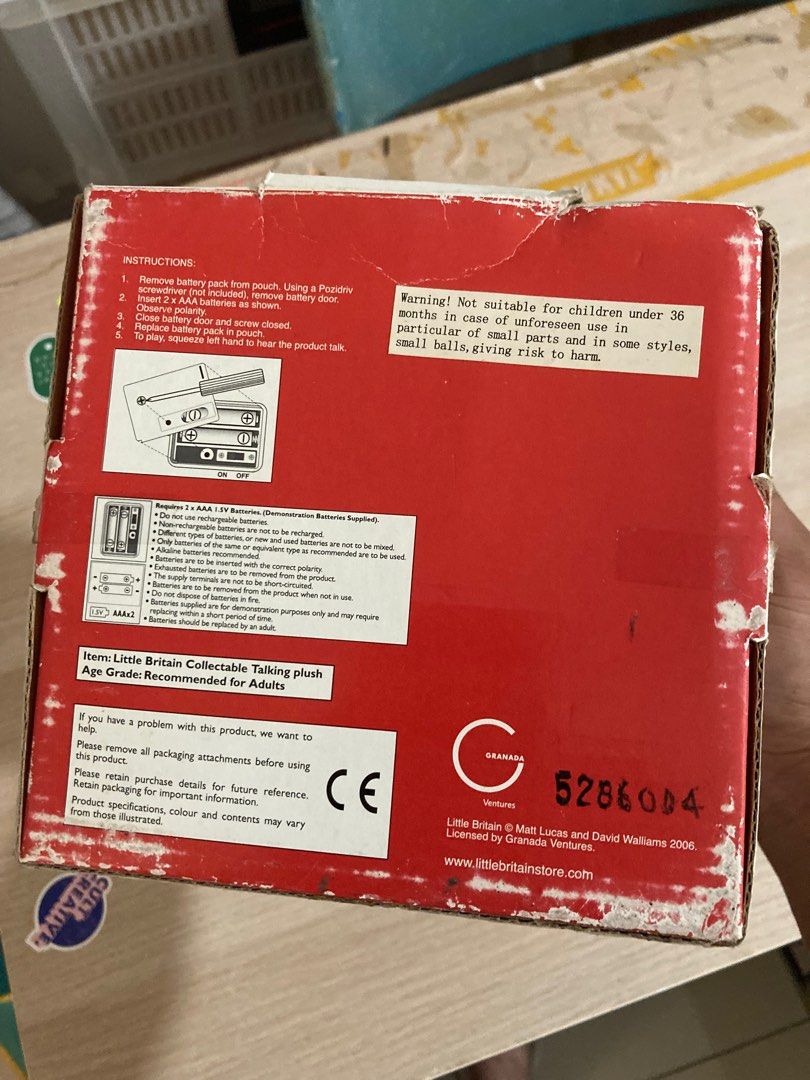 INSTRUCTIONS:
1. Remove battery pack from pouch. Using a Pozidriv
screwdriver (not included), remove battery door.
2. Insert 2 x AAA batteries as shown.
Observe polarity.
3. Close battery door and screw closed.
4. Replace battery pack in pouch.
5. To play, squeeze left hand to hear the product talk.
Warning! Not suitable for children under 36
months in case of unforeseen use in
particular of small parts and in some styles,
small balls, giving risk to harm.
ON OFF
Requires 2 x AAA 1.5V Batteries. (Demonstration Batteries Supplied).
• Do not use rechargeable batteries.
• Non-rechargeable batteries are not to be recharged.
• Different types of batteries, or new and used batteries are not to be mixed.
• Only batteries of the same or equivalent type as recommended are to be used.
• Alkaline batteries recommended.
• Batteries are to be inserted with the correct polarity.
• Exhausted batteries are to be removed from the product.
• The supply terminals are not to be short-circuited.
• Batteries are to be removed from the product when not in use.
• Do not dispose of batteries in fire.
• Batteries supplied are for demonstration purposes only and may require
replacing within a short period of time.
• Batteries should be replaced by an adult.
1.5V AAAx2
Item: Little Britain Collectable Talking plush
Age Grade: Recommended for Adults
If you have a problem with this product, we want to
help.
Please remove all packaging attachments before using
this product.
Please retain purchase details for future reference.
Retain packaging for important information.
Product specifications, colour and contents may vary
from those illustrated.
CE
GRANADA
Ventures
5286004
Little Britain © Matt Lucas and David Walliams 2006.
Licensed by Granada Ventures.
www.littlebritainstore.com